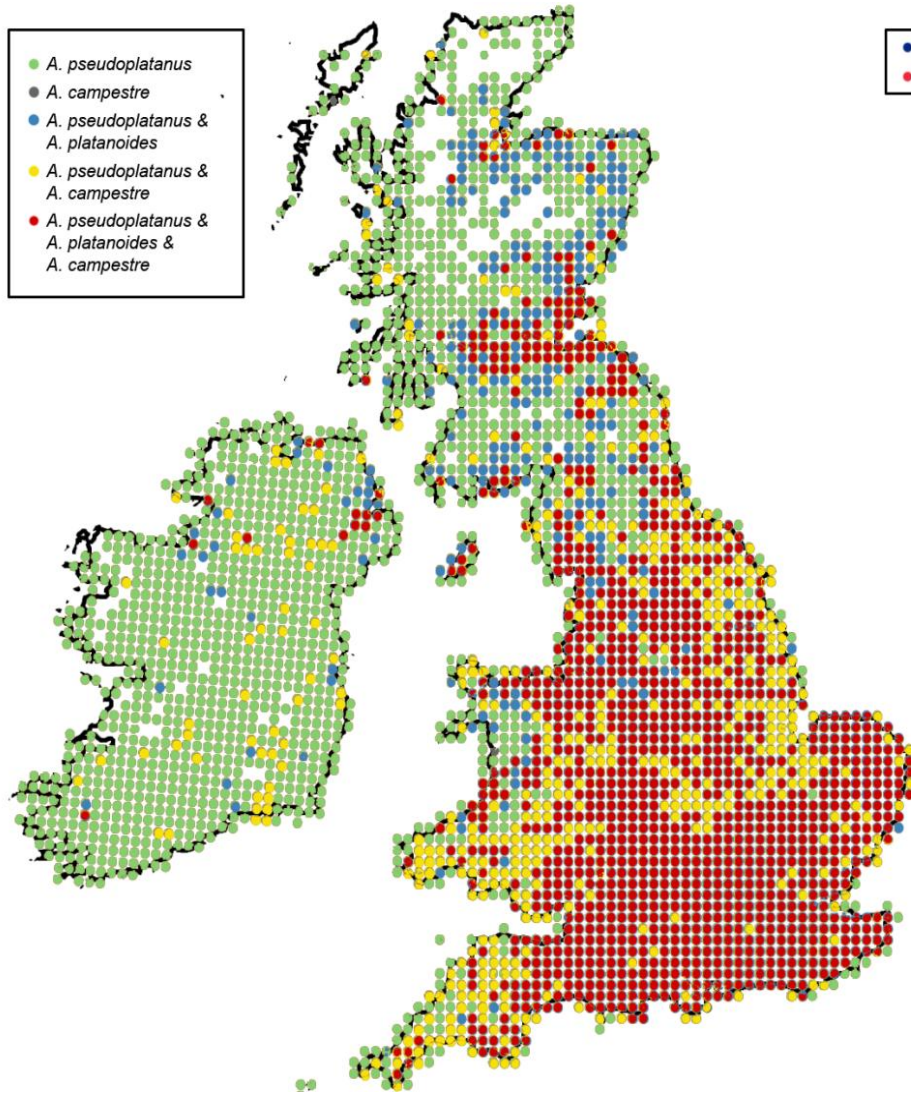 A. pseudoplatanus
A. campestre
A. pseudoplatanus &
A. platanoides
A. pseudoplatanus &
A. campestre
A. pseudoplatanus &
A. platanoides &
A. campestre